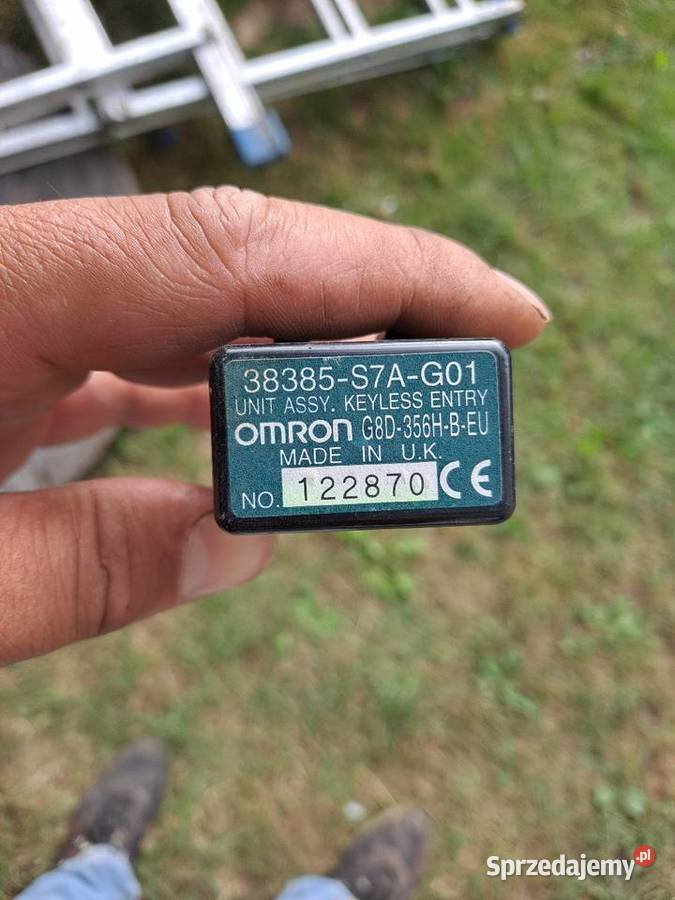 38385-S7A-G01
UNIT ASSY. KEYLESS ENTRY
OMRON G8D-356H-B-EU
MADE IN U.K.
NO. 122870 CE
Sprzedajemy.pl